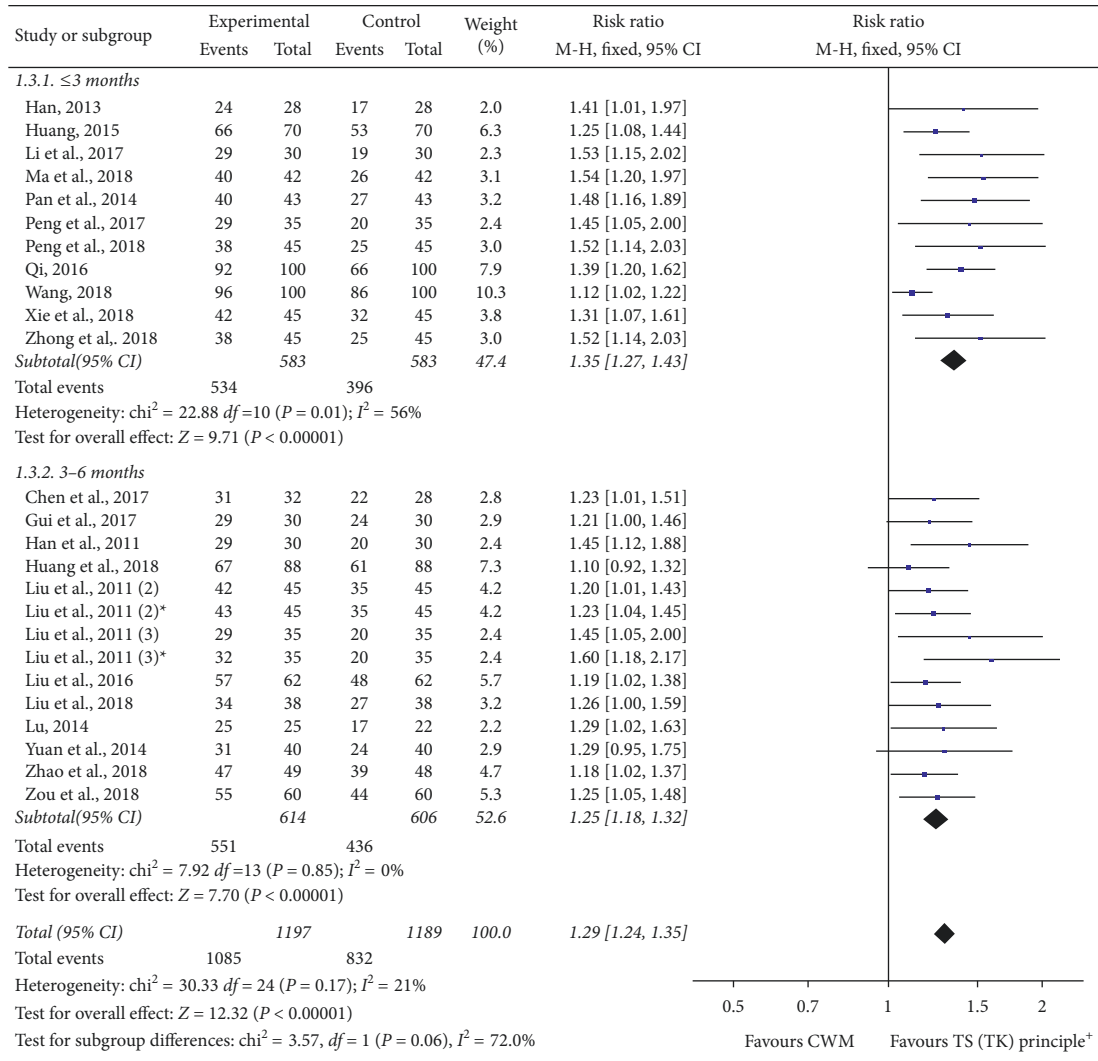 Study or subgroup Experimental Control Weight (%) Risk ratio Risk ratio
Events Total Events Total M-H, fixed, 95% CI M-H, fixed, 95% CI
1.3.1. ≤3 months
Han, 2013 24 28 17 28 2.0 1.41 [1.01, 1.97]
Huang, 2015 66 70 53 70 6.3 1.25 [1.08, 1.44]
Li et al., 2017 29 30 19 30 2.3 1.53 [1.15, 2.02]
Ma et al., 2018 40 42 26 42 3.1 1.54 [1.20, 1.97]
Pan et al., 2014 40 43 27 43 3.2 1.48 [1.16, 1.89]
Peng et al., 2017 29 35 20 35 2.4 1.45 [1.05, 2.00]
Peng et al., 2018 38 45 25 45 3.0 1.52 [1.14, 2.03]
Qi, 2016 92 100 66 100 7.9 1.39 [1.20, 1.62]
Wang, 2018 96 100 86 100 10.3 1.12 [1.02, 1.22]
Xie et al., 2018 42 45 32 45 3.8 1.31 [1.07, 1.61]
Zhong et al,. 2018 38 45 25 45 3.0 1.52 [1.14, 2.03]
Subtotal(95% CI) 583 583 47.4 1.35 [1.27, 1.43]
Total events 534 396
Heterogeneity: chi² = 22.88 df =10 (P = 0.01); I² = 56%
Test for overall effect: Z = 9.71 (P < 0.00001)
1.3.2. 3–6 months
Chen et al., 2017 31 32 22 28 2.8 1.23 [1.01, 1.51]
Gui et al., 2017 29 30 24 30 2.9 1.21 [1.00, 1.46]
Han et al., 2011 29 30 20 30 2.4 1.45 [1.12, 1.88]
Huang et al., 2018 67 88 61 88 7.3 1.10 [0.92, 1.32]
Liu et al., 2011 (2) 42 45 35 45 4.2 1.20 [1.01, 1.43]
Liu et al., 2011 (2)* 43 45 35 45 4.2 1.23 [1.04, 1.45]
Liu et al., 2011 (3) 29 35 20 35 2.4 1.45 [1.05, 2.00]
Liu et al., 2011 (3)* 32 35 20 35 2.4 1.60 [1.18, 2.17]
Liu et al., 2016 57 62 48 62 5.7 1.19 [1.02, 1.38]
Liu et al., 2018 34 38 27 38 3.2 1.26 [1.00, 1.59]
Lu, 2014 25 25 17 22 2.2 1.29 [1.02, 1.63]
Yuan et al., 2014 31 40 24 40 2.9 1.29 [0.95, 1.75]
Zhao et al., 2018 47 49 39 48 4.7 1.18 [1.02, 1.37]
Zou et al., 2018 55 60 44 60 5.3 1.25 [1.05, 1.48]
Subtotal(95% CI) 614 606 52.6 1.25 [1.18, 1.32]
Total events 551 436
Heterogeneity: chi² = 7.92 df =13 (P = 0.85); I² = 0%
Test for overall effect: Z = 7.70 (P < 0.00001)
Total (95% CI) 1197 1189 100.0 1.29 [1.24, 1.35]
Total events 1085 832
Heterogeneity: chi² = 30.33 df = 24 (P = 0.17); I² = 21%
Test for overall effect: Z = 12.32 (P < 0.00001)
Test for subgroup differences: chi² = 3.57, df = 1 (P = 0.06), I² = 72.0%
0.5 0.7 1 1.5 2
Favours CWM Favours TS (TK) principle⁺